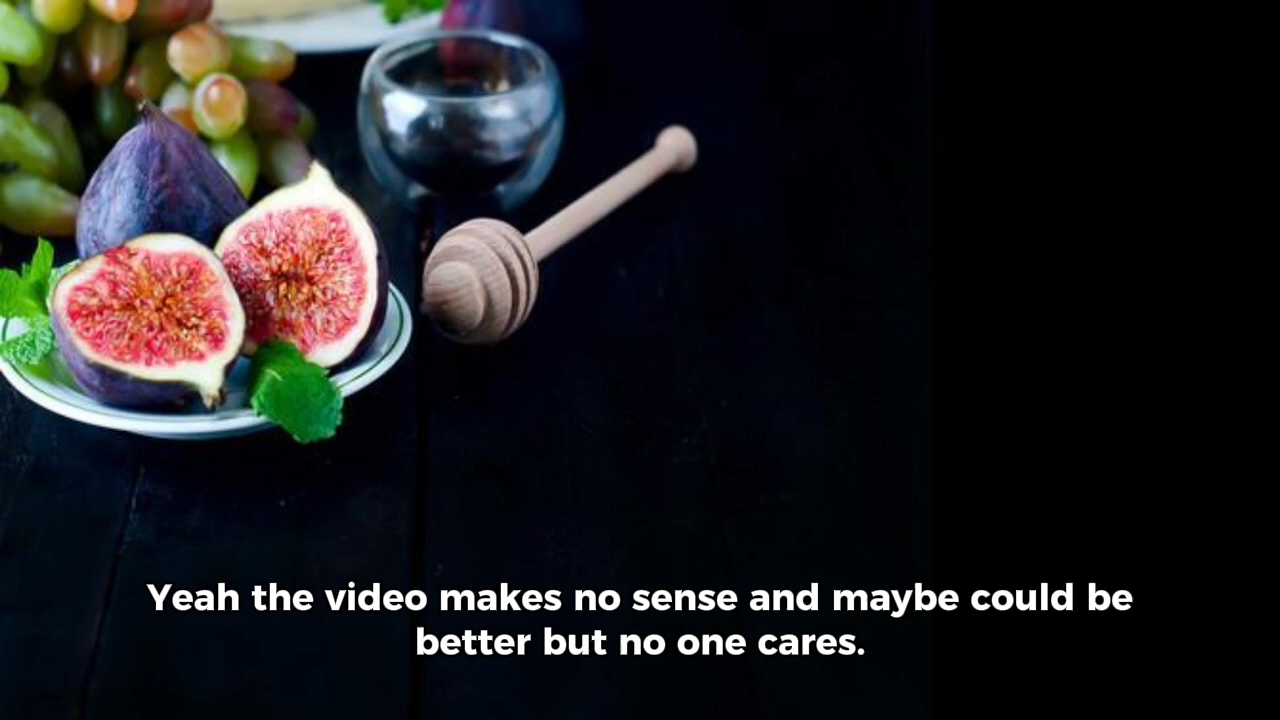 Yeah the video makes no sense and maybe could be
better but no one cares.